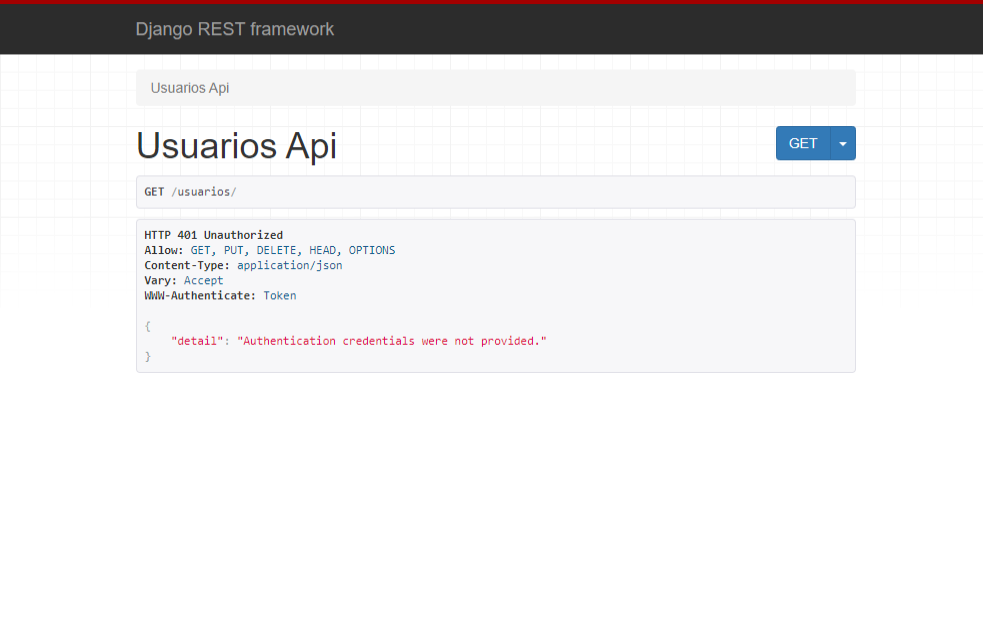 Django REST framework
Usuarios Api
Usuarios Api
GET
GET /usuarios/
HTTP 401 Unauthorized
Allow: GET, PUT, DELETE, HEAD, OPTIONS
Content-Type: application/json
Vary: Accept
WWW-Authenticate: Token
{
    "detail": "Authentication credentials were not provided."
}